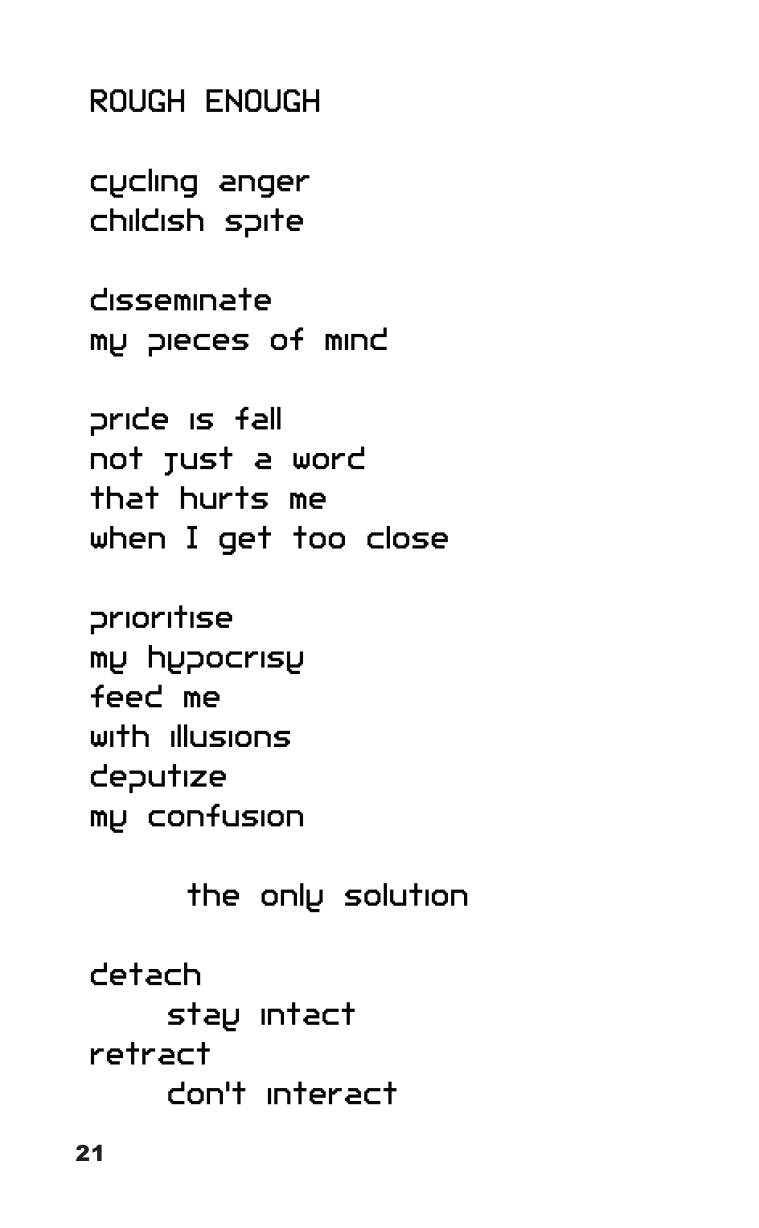 ROUGH ENOUGH

cycling anger
childish spite

disseminate
my pieces of mind

pride is fall
not just a word
that hurts me
when I get too close

prioritise
my hypocrisy
feed me
with illusions
deputize
my confusion

the only solution

detach
stay intact
retract
don't interact

21